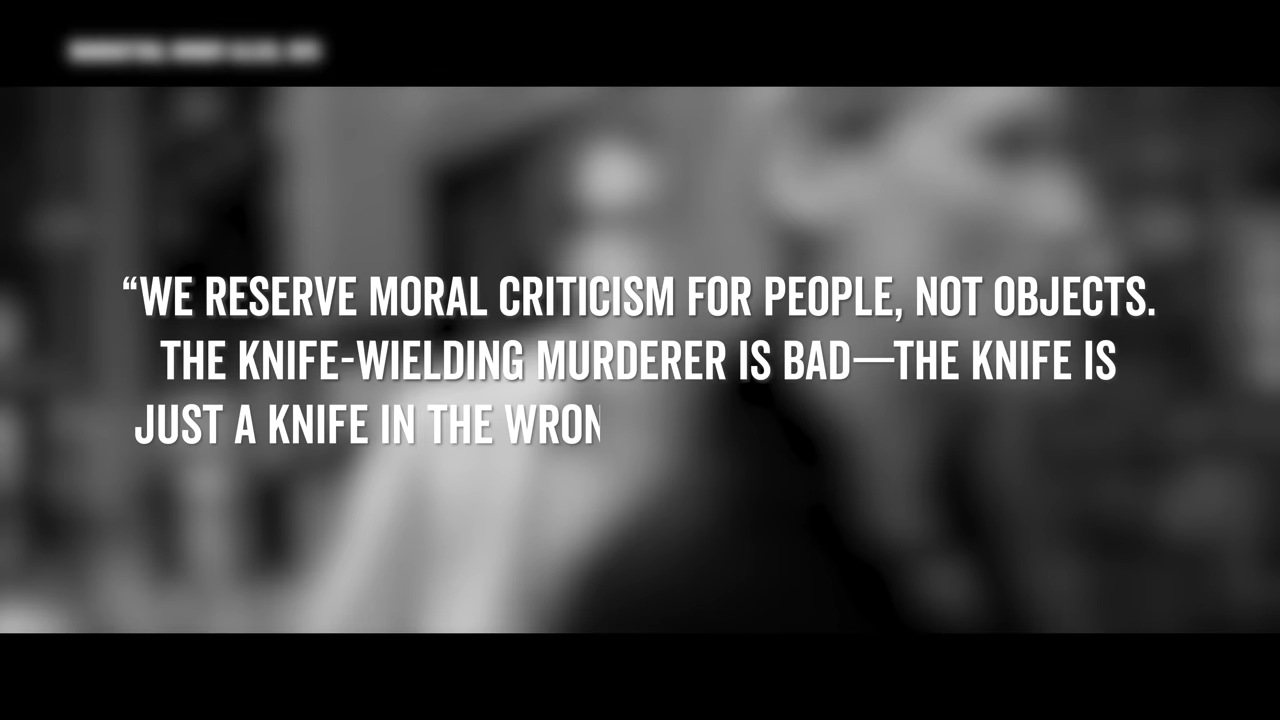 “WE RESERVE MORAL CRITICISM FOR PEOPLE, NOT OBJECTS.
THE KNIFE-WIELDING MURDERER IS BAD—THE KNIFE IS
JUST A KNIFE IN THE WRON